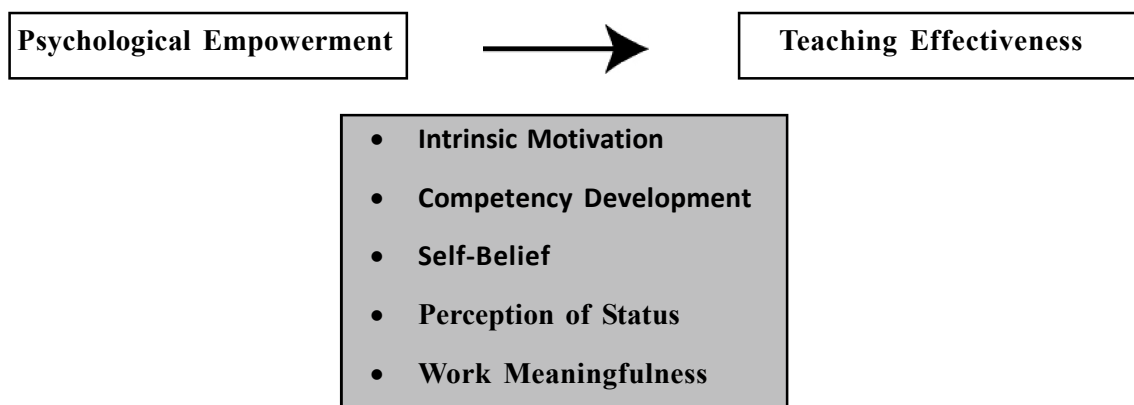 Psychological Empowerment
Teaching Effectiveness
• Intrinsic Motivation
• Competency Development
• Self-Belief
• Perception of Status
• Work Meaningfulness